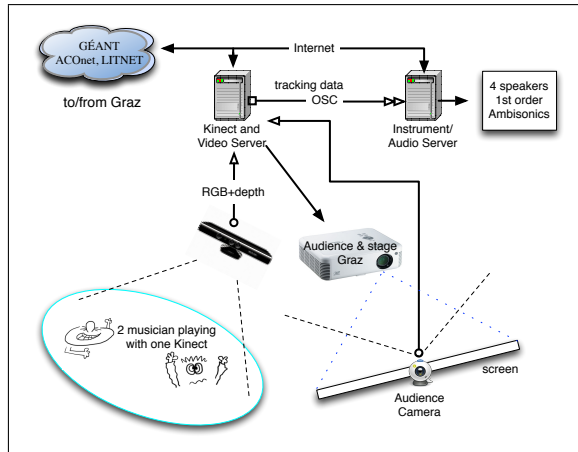 GÉANT
ACOnet, LITNET
to/from Graz
Internet
tracking data
OSC
Kinect and
Video Server
Instrument/
Audio Server
4 speakers
1st order
Ambisonics
RGB+depth
Audience & stage
Graz
2 musician playing
with one Kinect
screen
Audience
Camera